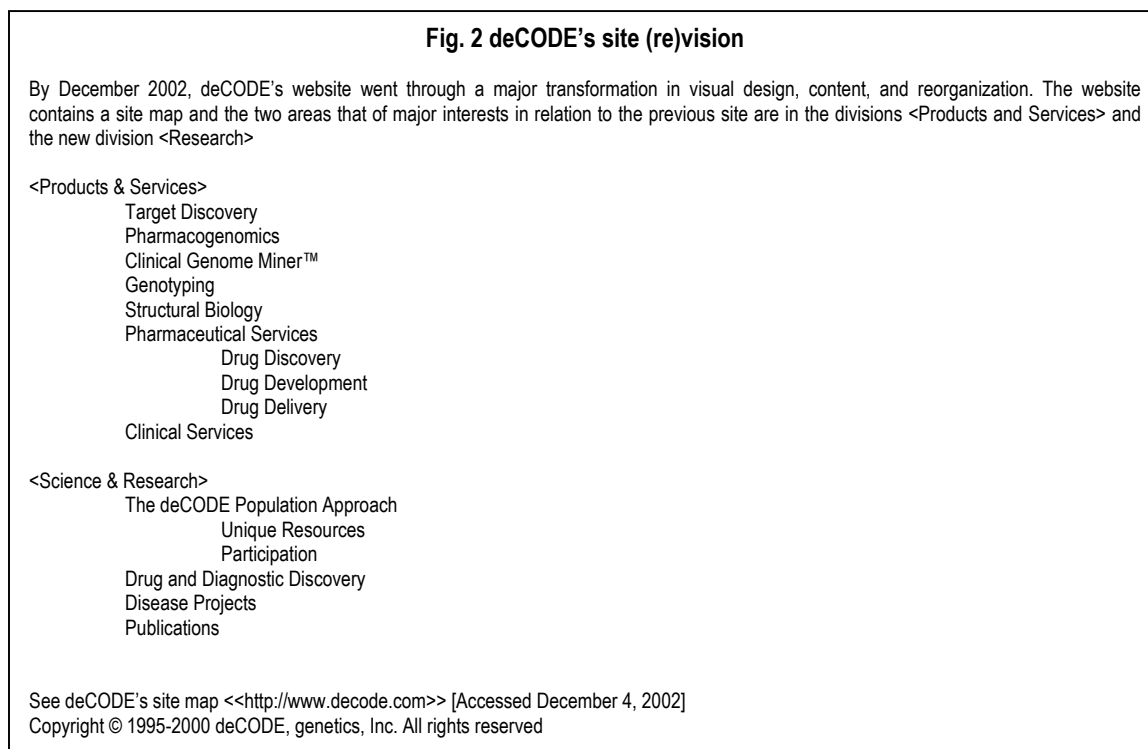 Fig. 2 deCODE’s site (re)vision
By December 2002, deCODE’s website went through a major transformation in visual design, content, and reorganization. The website
contains a site map and the two areas that of major interests in relation to the previous site are in the divisions <Products and Services> and
the new division <Research>
<Products & Services>
Target Discovery
Pharmacogenomics
Clinical Genome Miner™
Genotyping
Structural Biology
Pharmaceutical Services
Drug Discovery
Drug Development
Drug Delivery
Clinical Services
<Science & Research>
The deCODE Population Approach
Unique Resources
Participation
Drug and Diagnostic Discovery
Disease Projects
Publications
See deCODE’s site map <<http://www.decode.com>> [Accessed December 4, 2002]
Copyright © 1995-2000 deCODE, genetics, Inc. All rights reserved